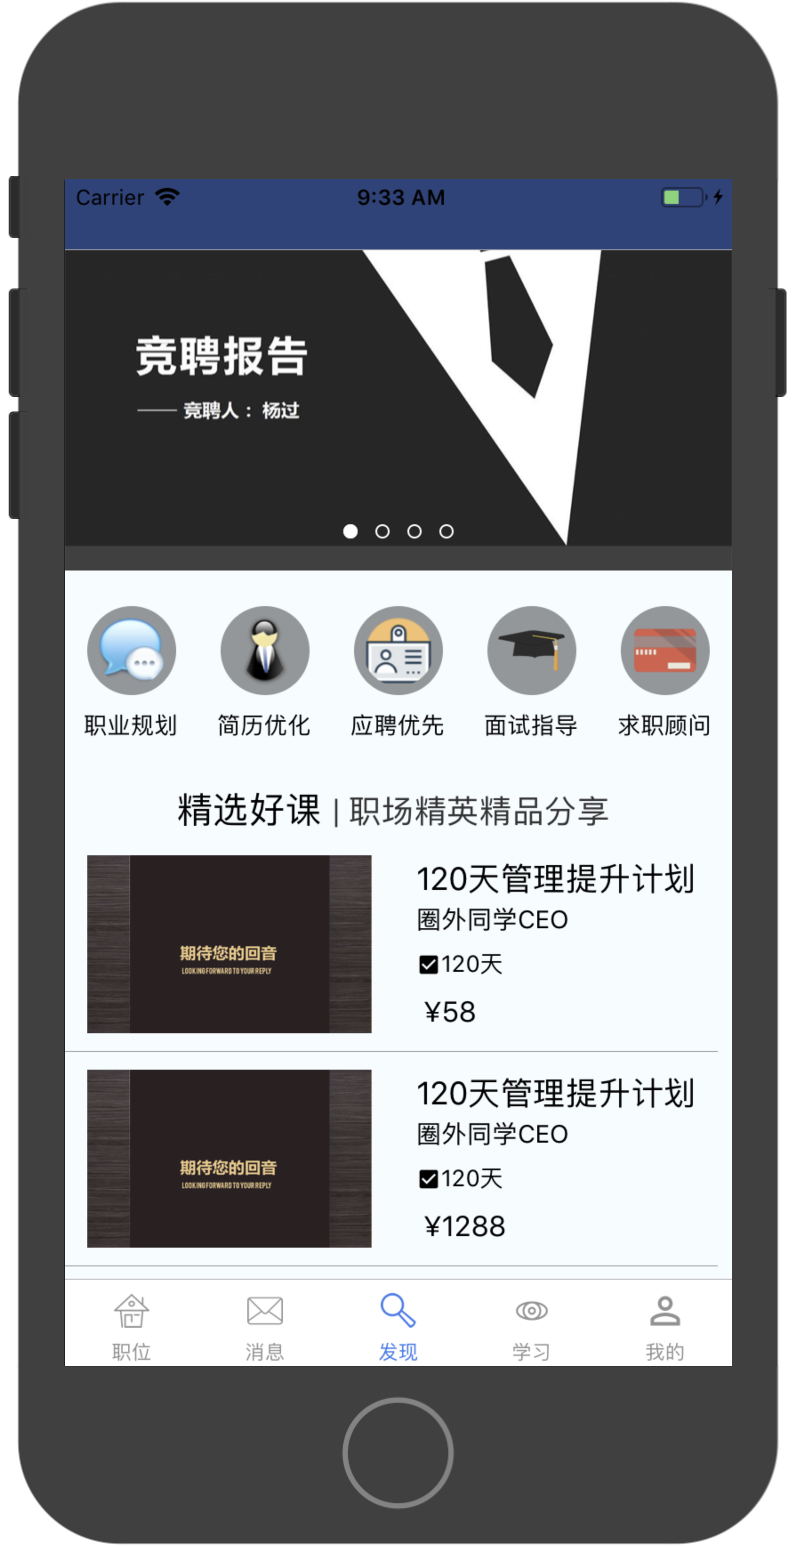 Carrier 9:33 AM
竞聘报告
—— 竞聘人：杨过
职业规划 简历优化 应聘优先 面试指导 求职顾问
精选好课 | 职场精英精品分享
期待您的回音
LOOKING FORWARD TO YOUR REPLY
120天管理提升计划
圈外同学CEO
120天
¥58
期待您的回音
LOOKING FORWARD TO YOUR REPLY
120天管理提升计划
圈外同学CEO
120天
¥1288
职位 消息 发现 学习 我的